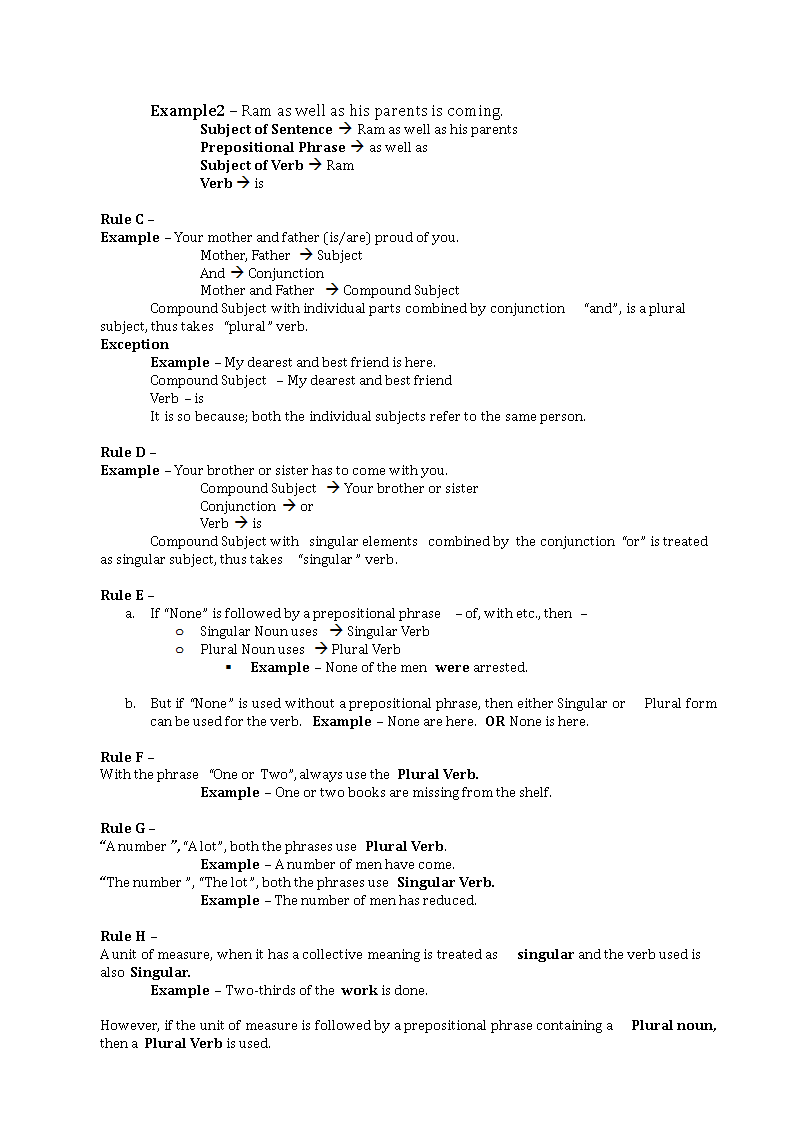 Example2 – Ram as well as his parents is coming.
Subject of Sentence → Ram as well as his parents
Prepositional Phrase → as well as
Subject of Verb → Ram
Verb → is
Rule C –
Example – Your mother and father (is/are) proud of you.
Mother, Father → Subject
And → Conjunction
Mother and Father → Compound Subject
Compound Subject with individual parts combined by conjunction “and”, is a plural
subject, thus takes “plural” verb.
Exception
Example – My dearest and best friend is here.
Compound Subject – My dearest and best friend
Verb – is
It is so because; both the individual subjects refer to the same person.
Rule D –
Example – Your brother or sister has to come with you.
Compound Subject → Your brother or sister
Conjunction → or
Verb → is
Compound Subject with singular elements combined by the conjunction “or” is treated
as singular subject, thus takes “singular” verb.
Rule E –
a. If “None” is followed by a prepositional phrase – of, with etc., then –
o Singular Noun uses → Singular Verb
o Plural Noun uses → Plural Verb
▪ Example – None of the men were arrested.
b. But if “None” is used without a prepositional phrase, then either Singular or Plural form
can be used for the verb. Example – None are here. OR None is here.
Rule F –
With the phrase “One or Two”, always use the Plural Verb.
Example – One or two books are missing from the shelf.
Rule G –
“A number”, “A lot”, both the phrases use Plural Verb.
Example – A number of men have come.
“The number”, “The lot”, both the phrases use Singular Verb.
Example – The number of men has reduced.
Rule H –
A unit of measure, when it has a collective meaning is treated as singular and the verb used is
also Singular.
Example – Two-thirds of the work is done.
However, if the unit of measure is followed by a prepositional phrase containing a Plural noun,
then a Plural Verb is used.